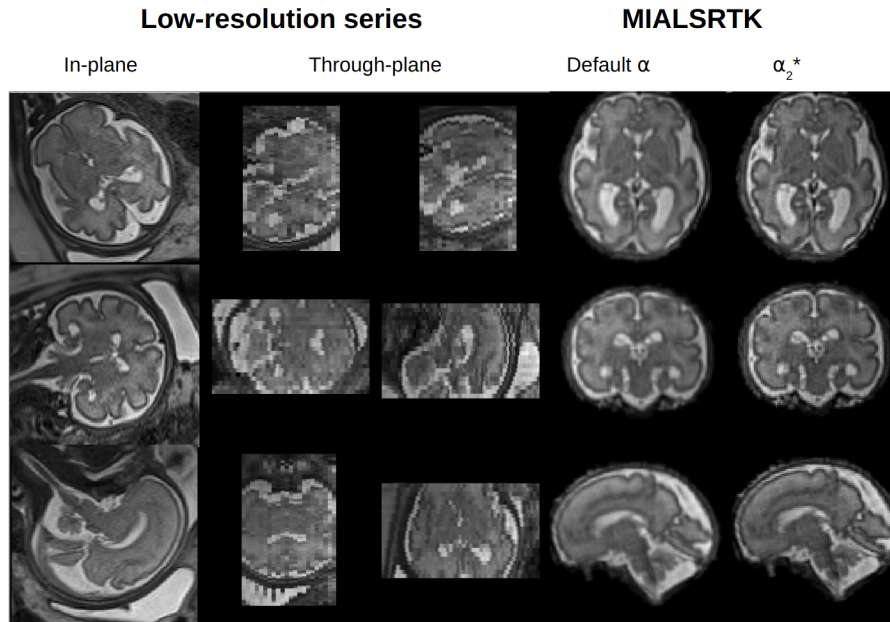 Low-resolution series MIALSRTK
In-plane Through-plane Default α α₂*